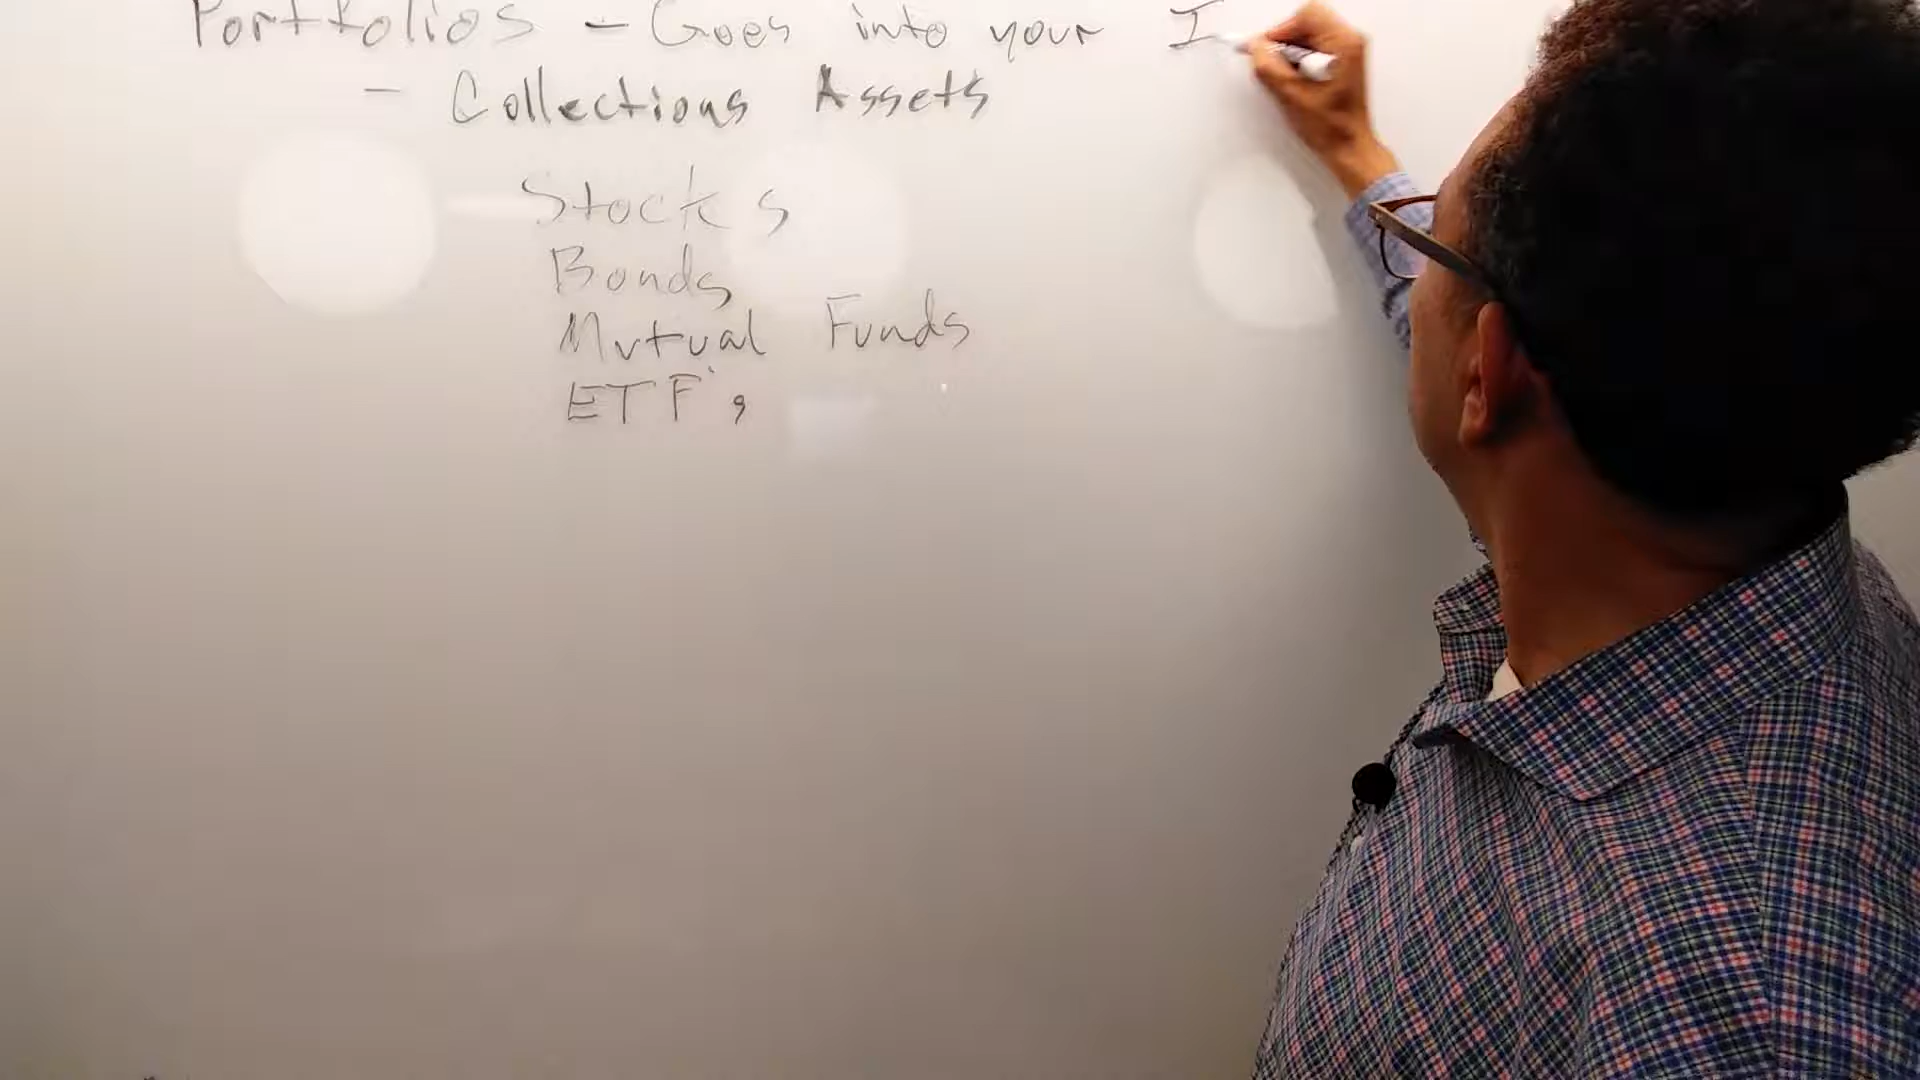 Portfolios - Goes into your I
- Collections Assets
Stocks
Bonds
Mutual Funds
ETF's